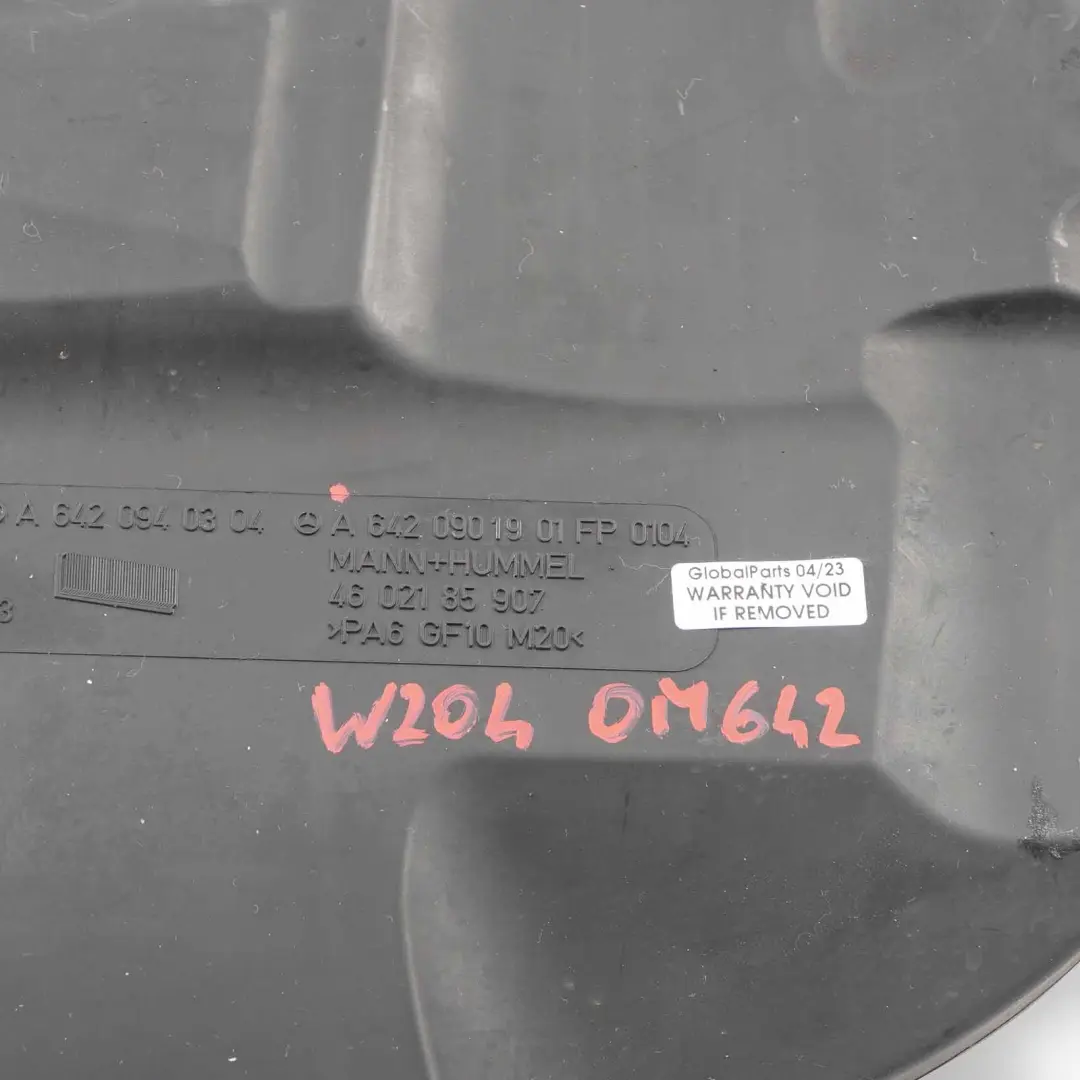 A 642 094 03 04 A 642 090 19 01 FP 0104
MANN+HUMMEL
46 021 85 907
>PA6 GF10 M20<
3
GlobalParts 04/23
WARRANTY VOID
IF REMOVED
W204 OM642